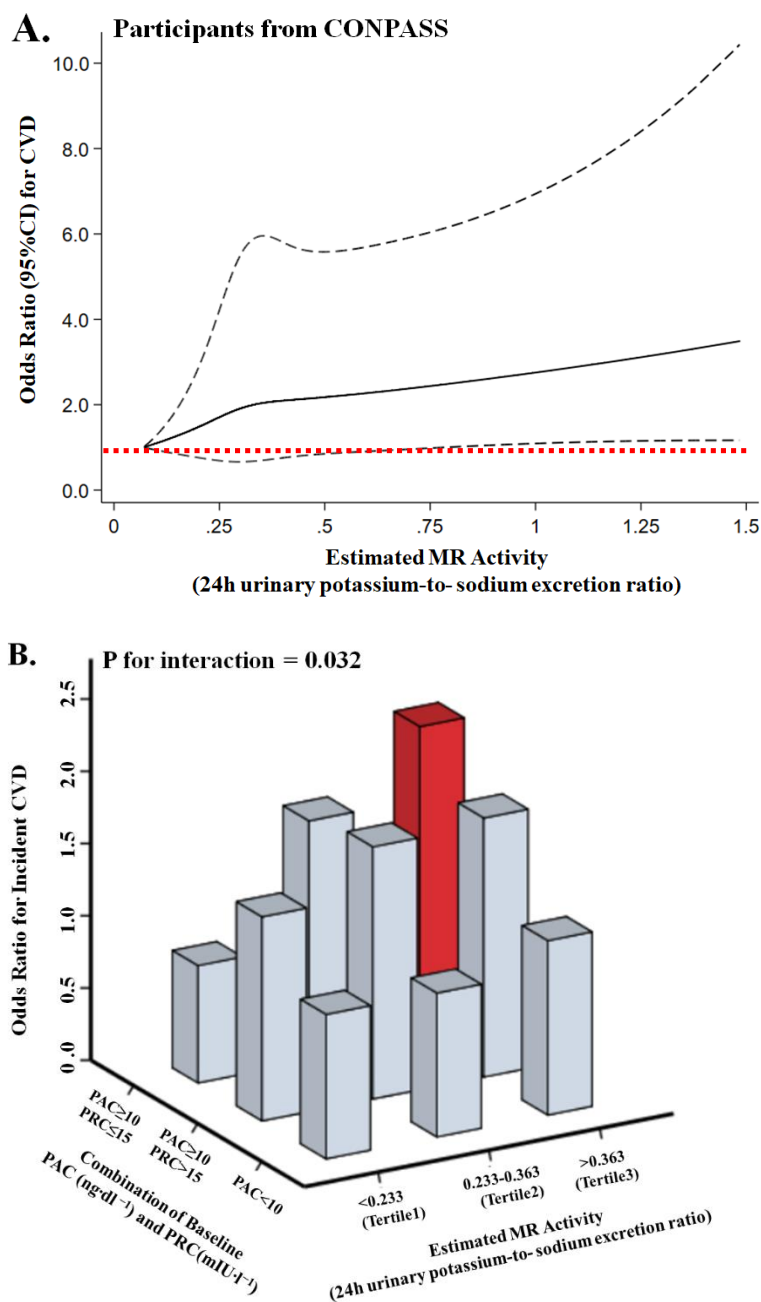 A.
Participants from CONPASS
Odds Ratio (95%CI) for CVD
10.0
8.0
6.0
4.0
2.0
0.0
0 .25 .5 .75 1 1.25 1.5
Estimated MR Activity
(24h urinary potassium-to- sodium excretion ratio)
B.
P for interaction = 0.032
Odds Ratio for Incident CVD
2.5
2.0
1.5
1.0
0.5
0.0
PAC≥10
PRC≤15
PAC≥10
PRC>15
PAC<10
Combination of Baseline
PAC (ng·dl⁻¹) and PRC(mIU·l⁻¹)
<0.233
(Tertile1)
0.233-0.363
(Tertile2)
>0.363
(Tertile3)
Estimated MR Activity
(24h urinary potassium-to- sodium excretion ratio)